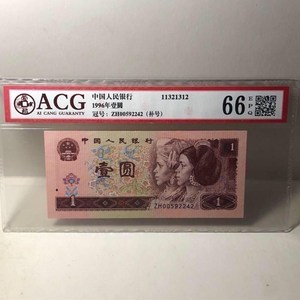 ACG
AI CANG GUARANTY
中国人民银行 11321312
1996年壹圆
冠号：ZH00592242（补号）
66 EPQ
中国人民银行
1
壹圆
1
1
ZH00592242